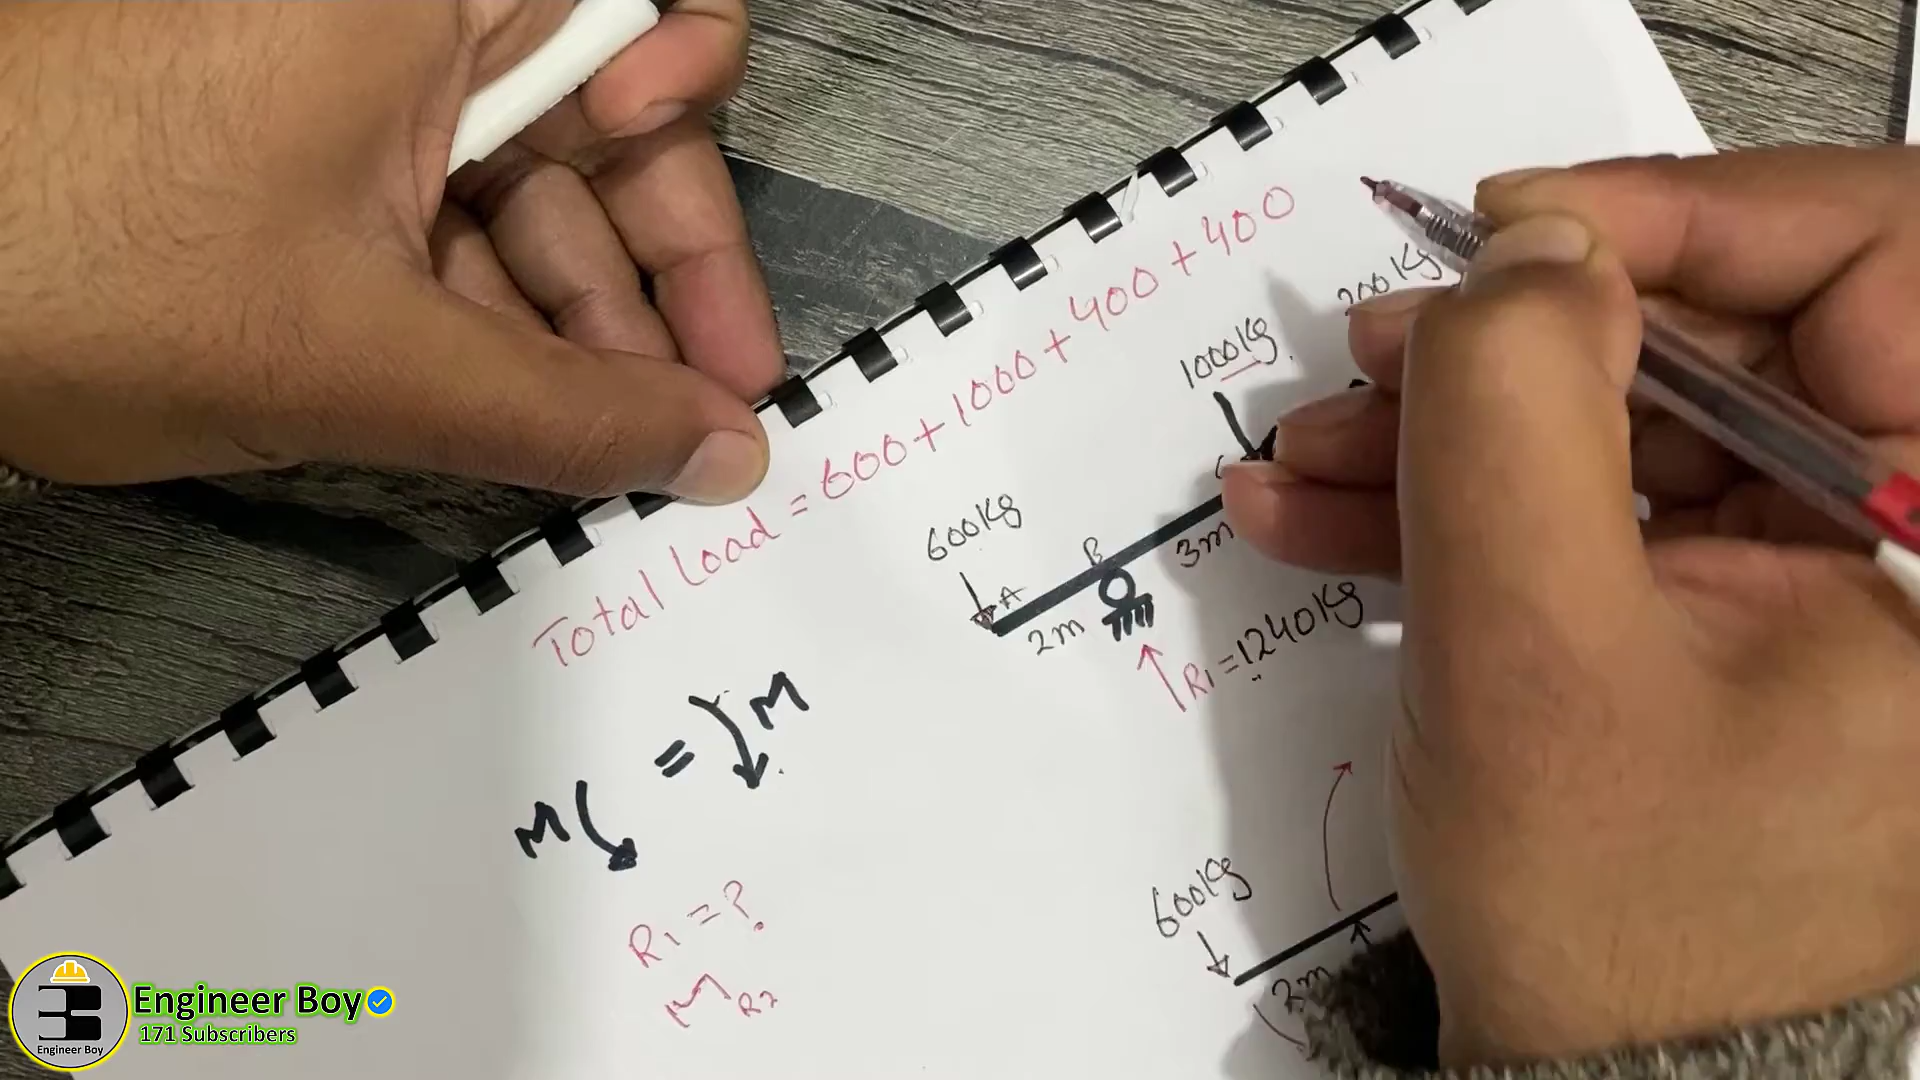 Total Load = 600 + 1000 + 400 + 400
200Kg
1000Kg
600Kg
A
B
C
2m
3m
R1 = 1240Kg
M = M
R1 = ?
M R2
600Kg
2m
Engineer Boy
171 Subscribers
Engineer Boy